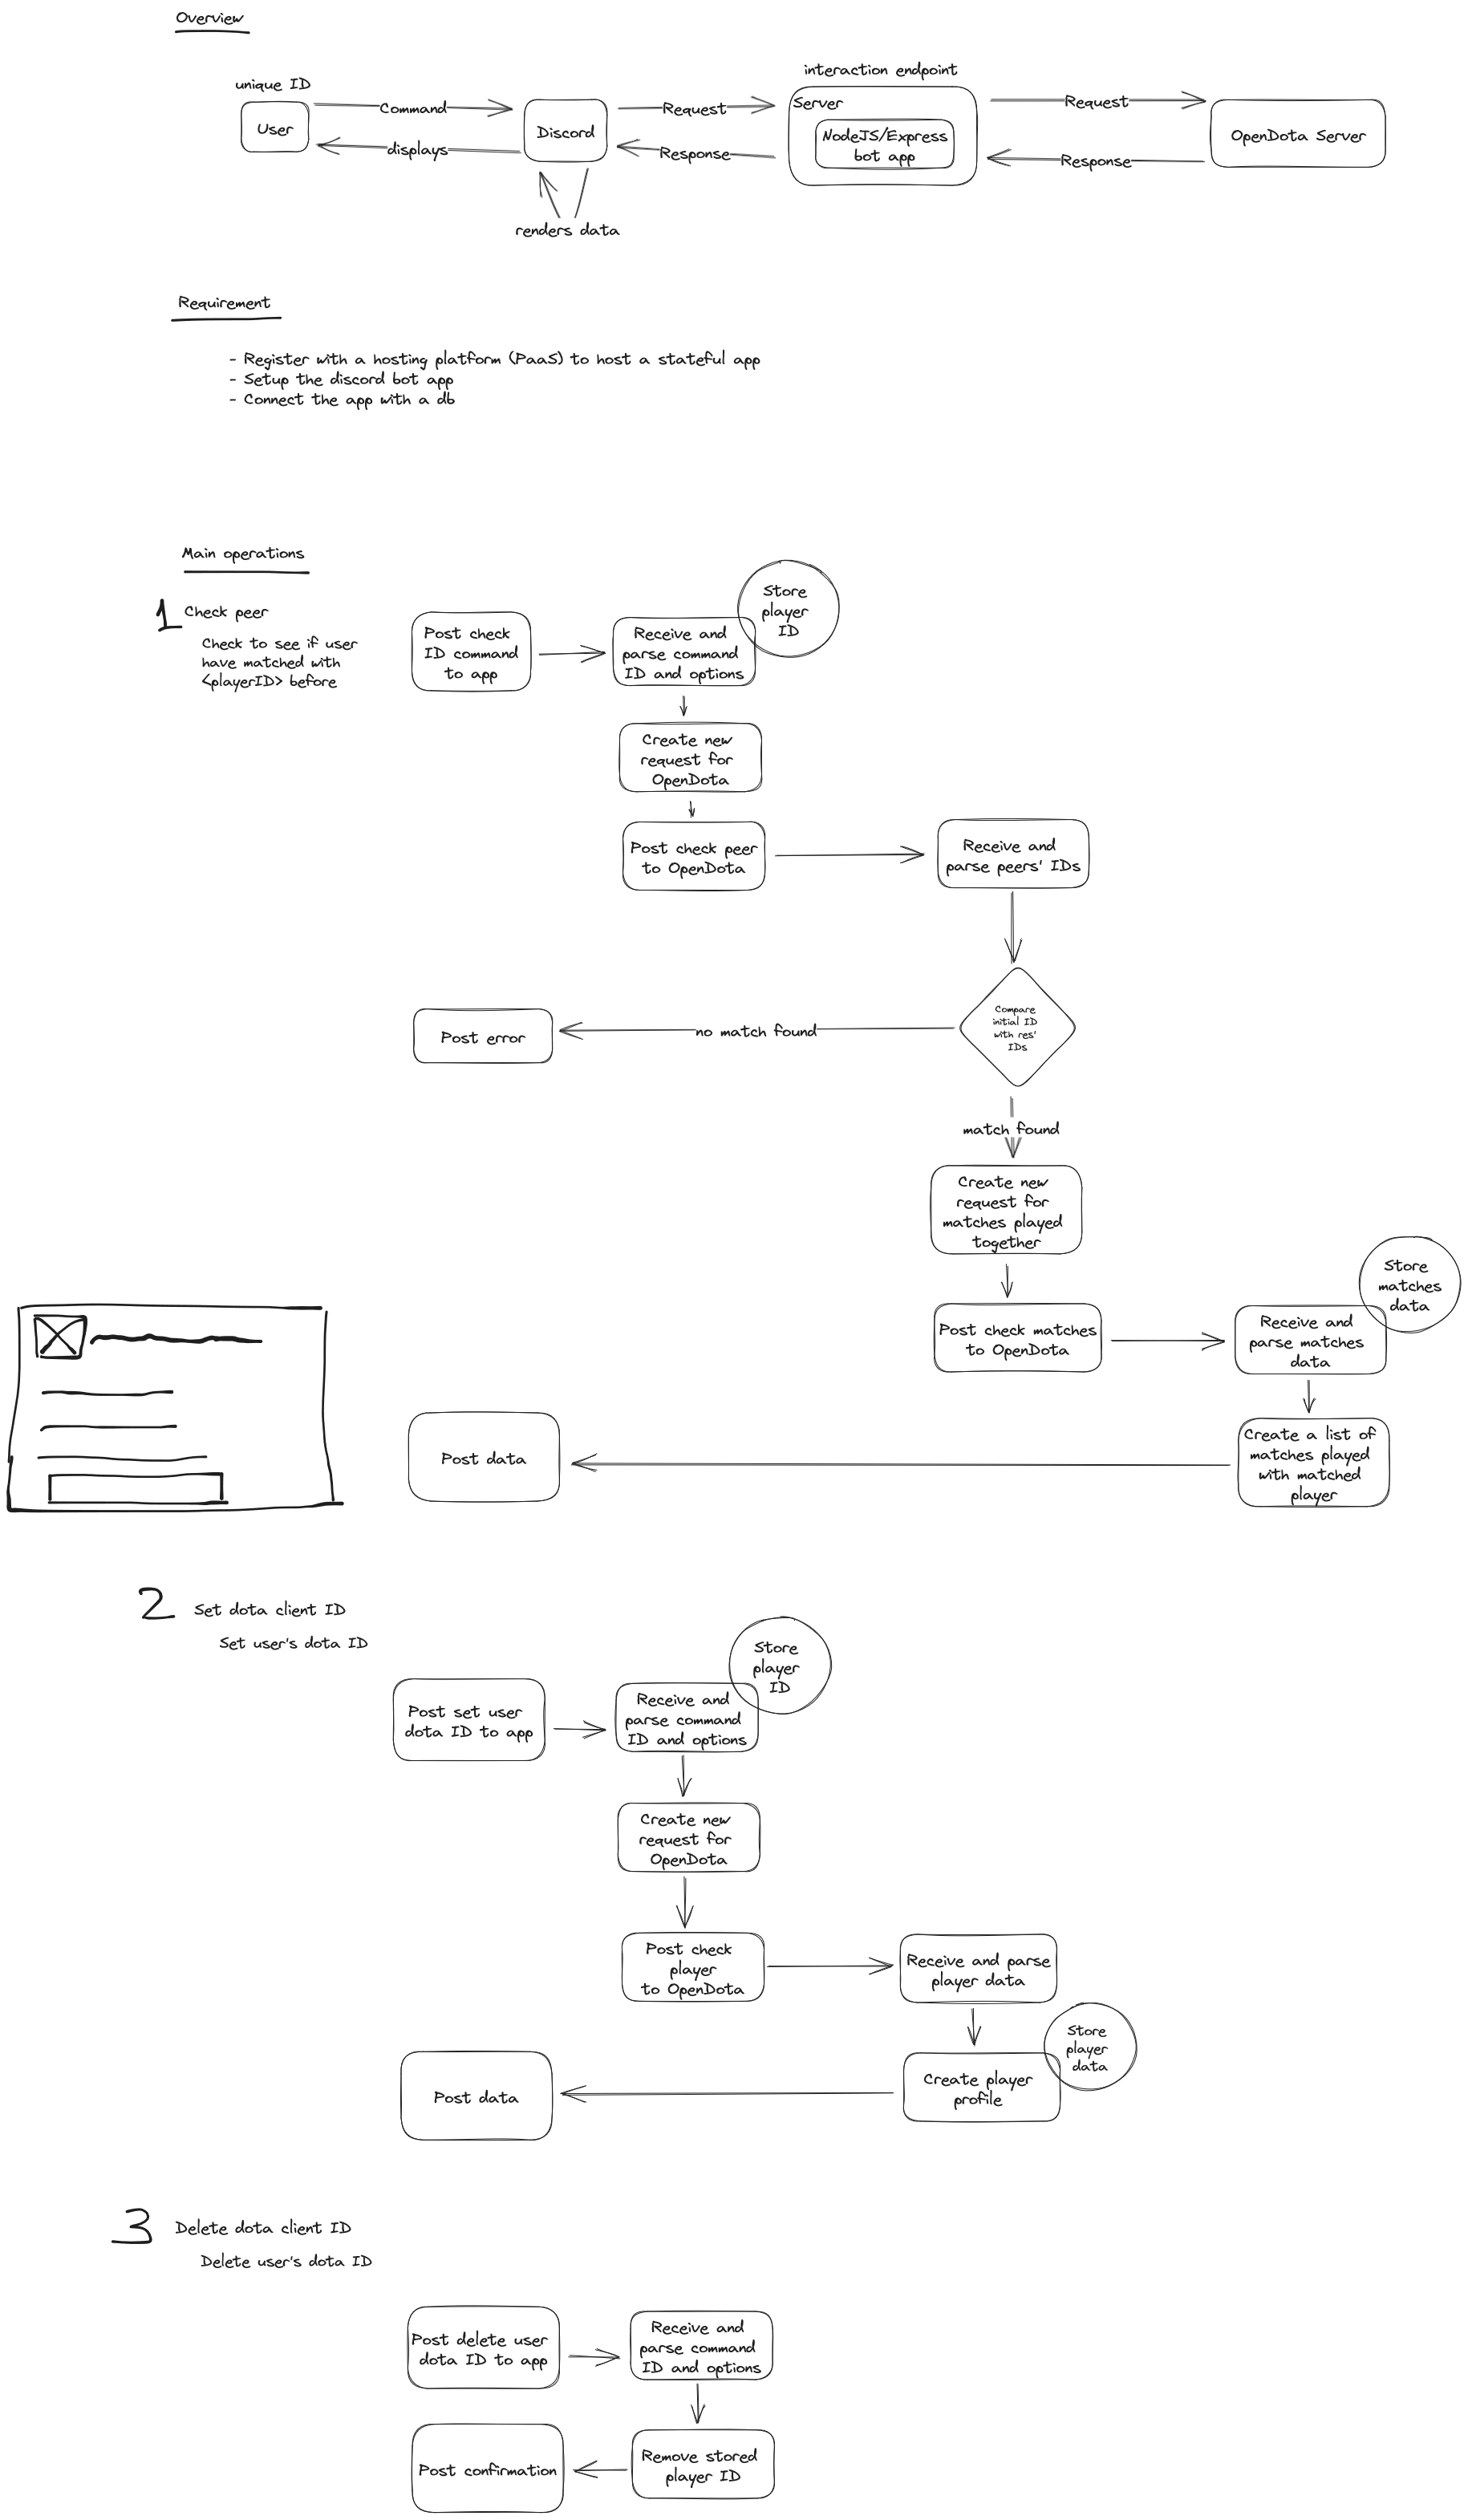 Overview
unique ID
User
Command
displays
Discord
renders data
Request
Response
interaction endpoint
Server
NodeJS/Express
bot app
Request
Response
OpenDota Server
Requirement
- Register with a hosting platform (PaaS) to host a stateful app
- Setup the discord bot app
- Connect the app with a db
Main operations
1
Check peer
Check to see if user
have matched with
<playerID> before
Post check
ID command
to app
Receive and
parse command
ID and options
Store
player
ID
Create new
request for
OpenDota
Post check peer
to OpenDota
Receive and
parse peers' IDs
Compare
initial ID
with res'
IDs
no match found
Post error
match found
Create new
request for
matches played
together
Post check matches
to OpenDota
Receive and
parse matches
data
Store
matches
data
Create a list of
matches played
with matched
player
Post data
2
Set dota client ID
Set user's dota ID
Post set user
dota ID to app
Receive and
parse command
ID and options
Store
player
ID
Create new
request for
OpenDota
Post check
player
to OpenDota
Receive and parse
player data
Create player
profile
Store
player
data
Post data
3
Delete dota client ID
Delete user's dota ID
Post delete user
dota ID to app
Receive and
parse command
ID and options
Remove stored
player ID
Post confirmation